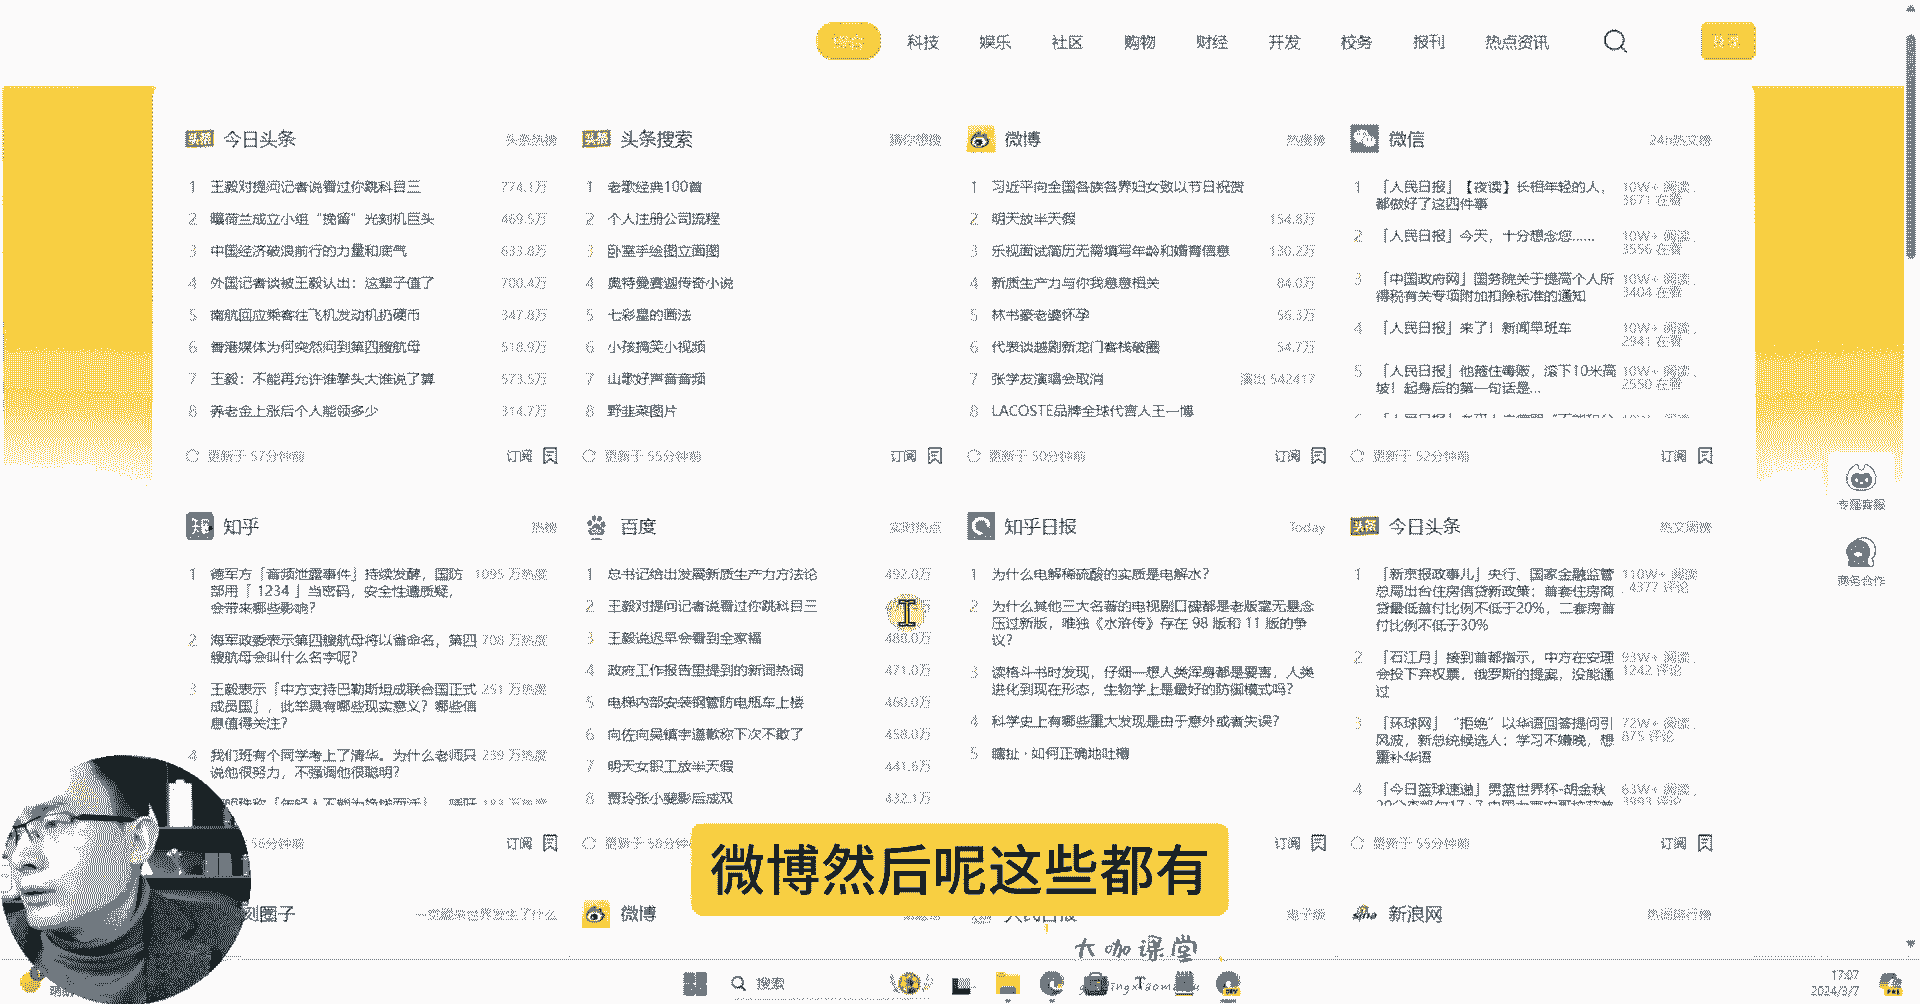 科技 娱乐 社区 购物 财经 开发 校务 报刊 热点资讯
今日头条 头条热榜
1 王毅对提问记者说看过你跳科目三 774.1万
2 曝荷兰成立小组“挽留”光刻机巨头 469.5万
3 中国经济破浪前行的力量和底气 633.8万
4 外国记者谈被王毅认出：这辈子值了 700.4万
5 南航回应乘客往飞机发动机扔硬币 347.8万
6 香港媒体为何突然问到第四艘航母 518.9万
7 王毅：不能再允许谁拳头大谁说了算 573.5万
8 养老金上涨后个人能领多少 314.7万
更新于 57分钟前 订阅
头条搜索 猜你想搜
1 老歌经典100首
2 个人注册公司流程
3 卧室手绘图立面图
4 奥特曼赛迦传奇小说
5 七彩星的画法
6 小孩搞笑小视频
7 山歌好声音音频
8 野韭菜图片
更新于 55分钟前 订阅
微博 热搜榜
1 习近平向全国各族各界妇女致以节日祝贺
2 明天放半天假 154.8万
3 乐视面试简历无需填写年龄和婚育信息 130.2万
4 新质生产力与你我息息相关 84.0万
5 林书豪老婆怀孕 56.3万
6 代表谈越剧新龙门客栈破圈 54.7万
7 张学友演唱会取消 演出 542417
8 LACOSTE品牌全球代言人王一博
更新于 50分钟前 订阅
微信 24h热文榜
1 「人民日报」【夜读】长相年轻的人， 10W+ 阅读，
都做好了这四件事 3671 在看
2 「人民日报」今天，十分想念您…… 10W+ 阅读，
3556 在看
3 「中国政府网」国务院关于提高个人所 10W+ 阅读，
得税有关专项附加扣除标准的通知 3404 在看
4 「人民日报」来了！新闻早班车 10W+ 阅读，
2941 在看
5 「人民日报」他箍住毒贩，滚下10米高 10W+ 阅读，
坡！起身后的第一句话是… 2550 在看
更新于 52分钟前 订阅
专属客服
商务合作
知乎 热榜
1 德军方「音频泄露事件」持续发酵，国防 1095 万热度
部用「 1234 」当密码，安全性遭质疑，
会带来哪些影响？
2 海军政委表示第四艘航母将以省命名，第四 708 万热度
艘航母会叫什么名字呢？
3 王毅表示「中方支持巴勒斯坦成联合国正式 251 万热度
成员国」，此举具有哪些现实意义？哪些信
息值得关注？
4 我们班有个同学考上了清华。为什么老师只 239 万热度
说他很努力，不强调他很聪明？
56分钟前 订阅
百度 实时热点
1 总书记给出发展新质生产力方法论 492.0万
2 王毅对提问记者说看过你跳科目三
3 王毅说迟早会看到全家福 480.0万
4 政府工作报告里提到的新词热词 471.0万
5 电梯内部安装钢管防电瓶车上楼 460.0万
6 向佐向吴镇宇道歉称下次不敢了 458.0万
7 明天女职工放半天假 441.6万
8 贾玲张小斐影后成双 432.1万
更新于 58分钟前
知乎日报 Today
1 为什么电解稀硫酸的实质是电解水？
2 为什么其他三大名著的电视剧口碑都是老版毫无悬念
压过新版，唯独《水浒传》存在 98 版和 11 版的争
议？
3 读格斗书时发现，仔细一想人类浑身都是要害，人类
进化到现在形态，生物学上是最好的防御模式吗？
4 科学史上有哪些重大发现是由于意外或者失误？
5 瞎扯 · 如何正确地吐槽
订阅
今日头条 热文周榜
1 「新京报政事儿」央行、国家金融监管 110W+ 阅读
总局出台住房信贷新政策：首套住房商 ，4377 评论
贷最低首付比例不低于20%，二套房首
付比例不低于30%
2 「石江月」接到首都指示，中方在安理 93W+ 阅读，
会投下弃权票，俄罗斯的提案，没能通 1242 评论
过
3 「环球网」“拒绝”以华语回答提问引 72W+ 阅读，
风波，新总统候选人：学习不嫌晚，想 875 评论
重补华语
4 「今日篮球速递」男篮世界杯-胡金秋 63W+ 阅读，
更新于 55分钟前 订阅
微博然后呢这些都有
刻圈子 一觉醒来世界发生了什么
微博
人民日报 电子版
新浪网 热词排行榜
大咖课堂
搜索
17:07
2024/3/7